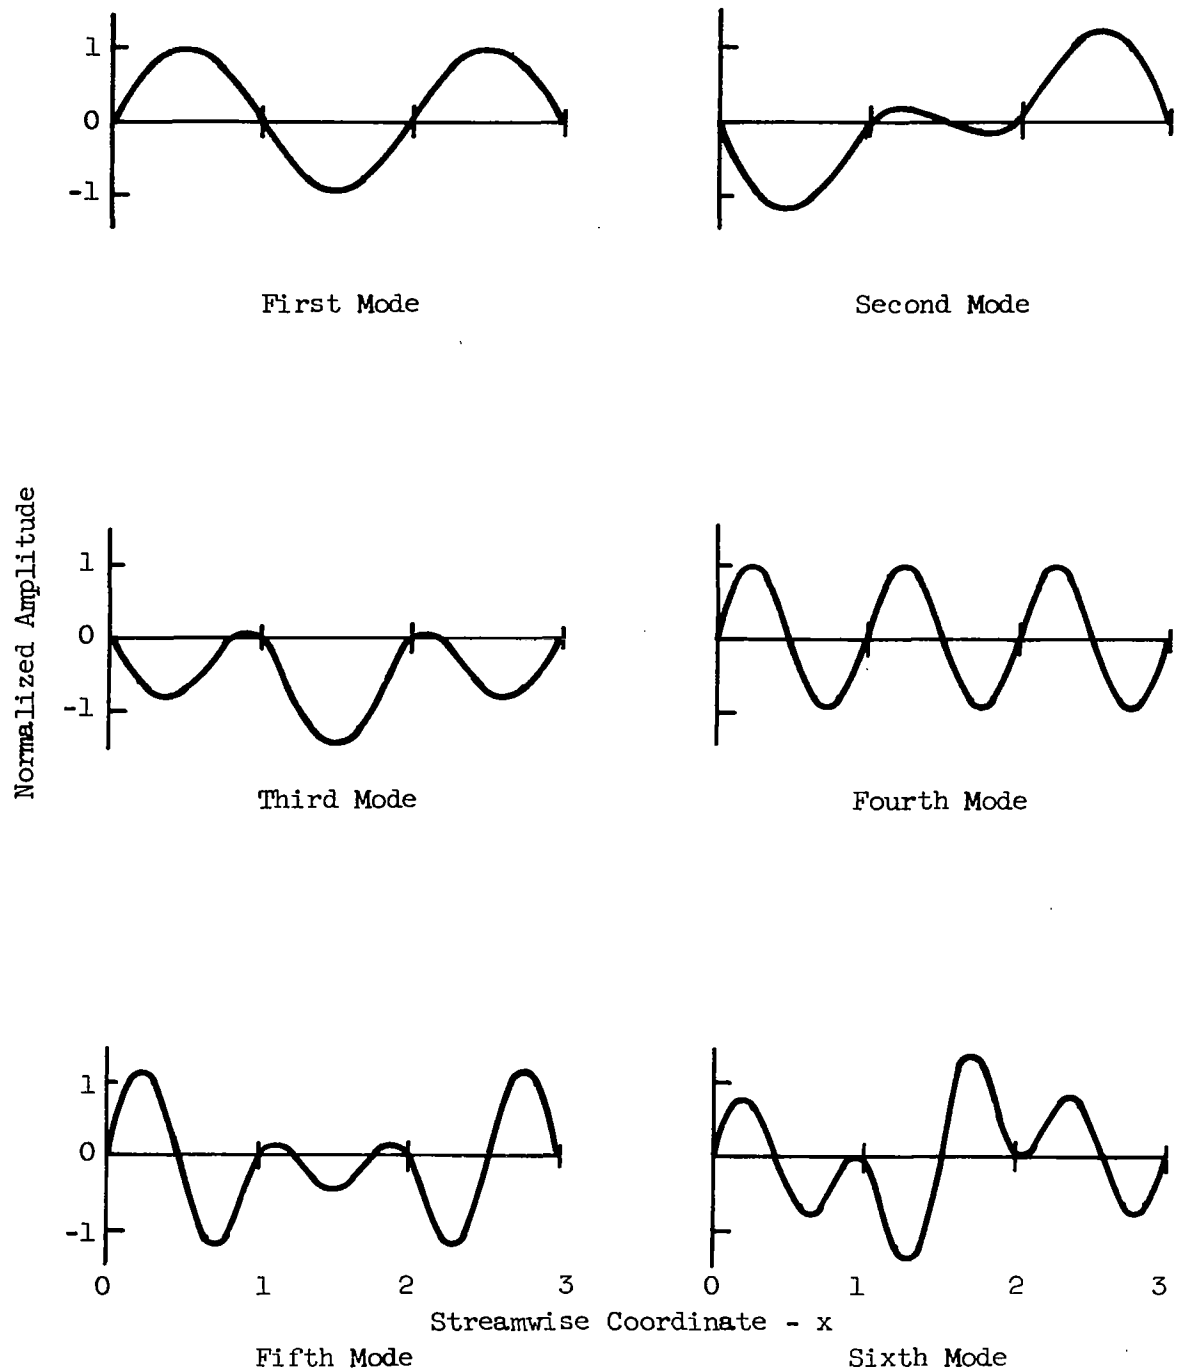 1
0
-1
First Mode
Second Mode
Normalized Amplitude
1
0
-1
Third Mode
Fourth Mode
1
0
-1
0 1 2 3
0 1 2 3
Streamwise Coordinate - x
Fifth Mode
Sixth Mode